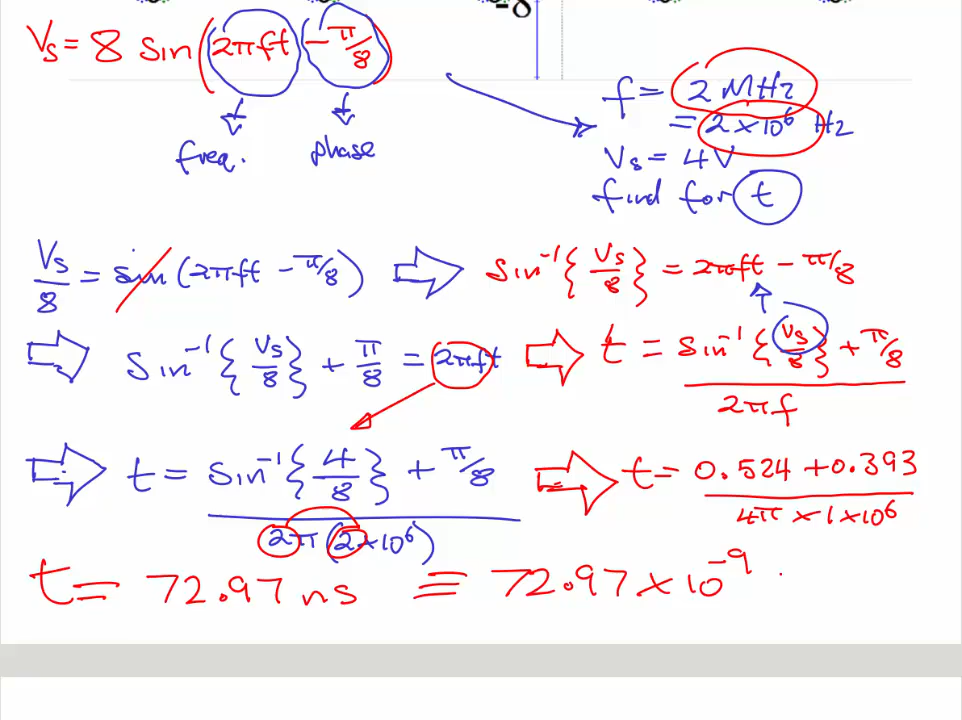 -8
Vs = 8 sin(2πft - π/8)
freq. phase
f = 2 MHz
= 2×10⁶ Hz
Vs = 4V
find for t
Vs/8 = sin(2πft - π/8) ⇒ sin⁻¹{Vs/8} = 2πft - π/8
⇒ sin⁻¹{Vs/8} + π/8 = 2πft ⇒ t = (sin⁻¹{Vs/8} + π/8)/(2πf)
⇒ t = (sin⁻¹{4/8} + π/8)/(2π(2×10⁶)) ⇒ t = (0.524 + 0.393)/(4π × 1×10⁶)
t = 72.97 ns ≡ 72.97×10⁻⁹